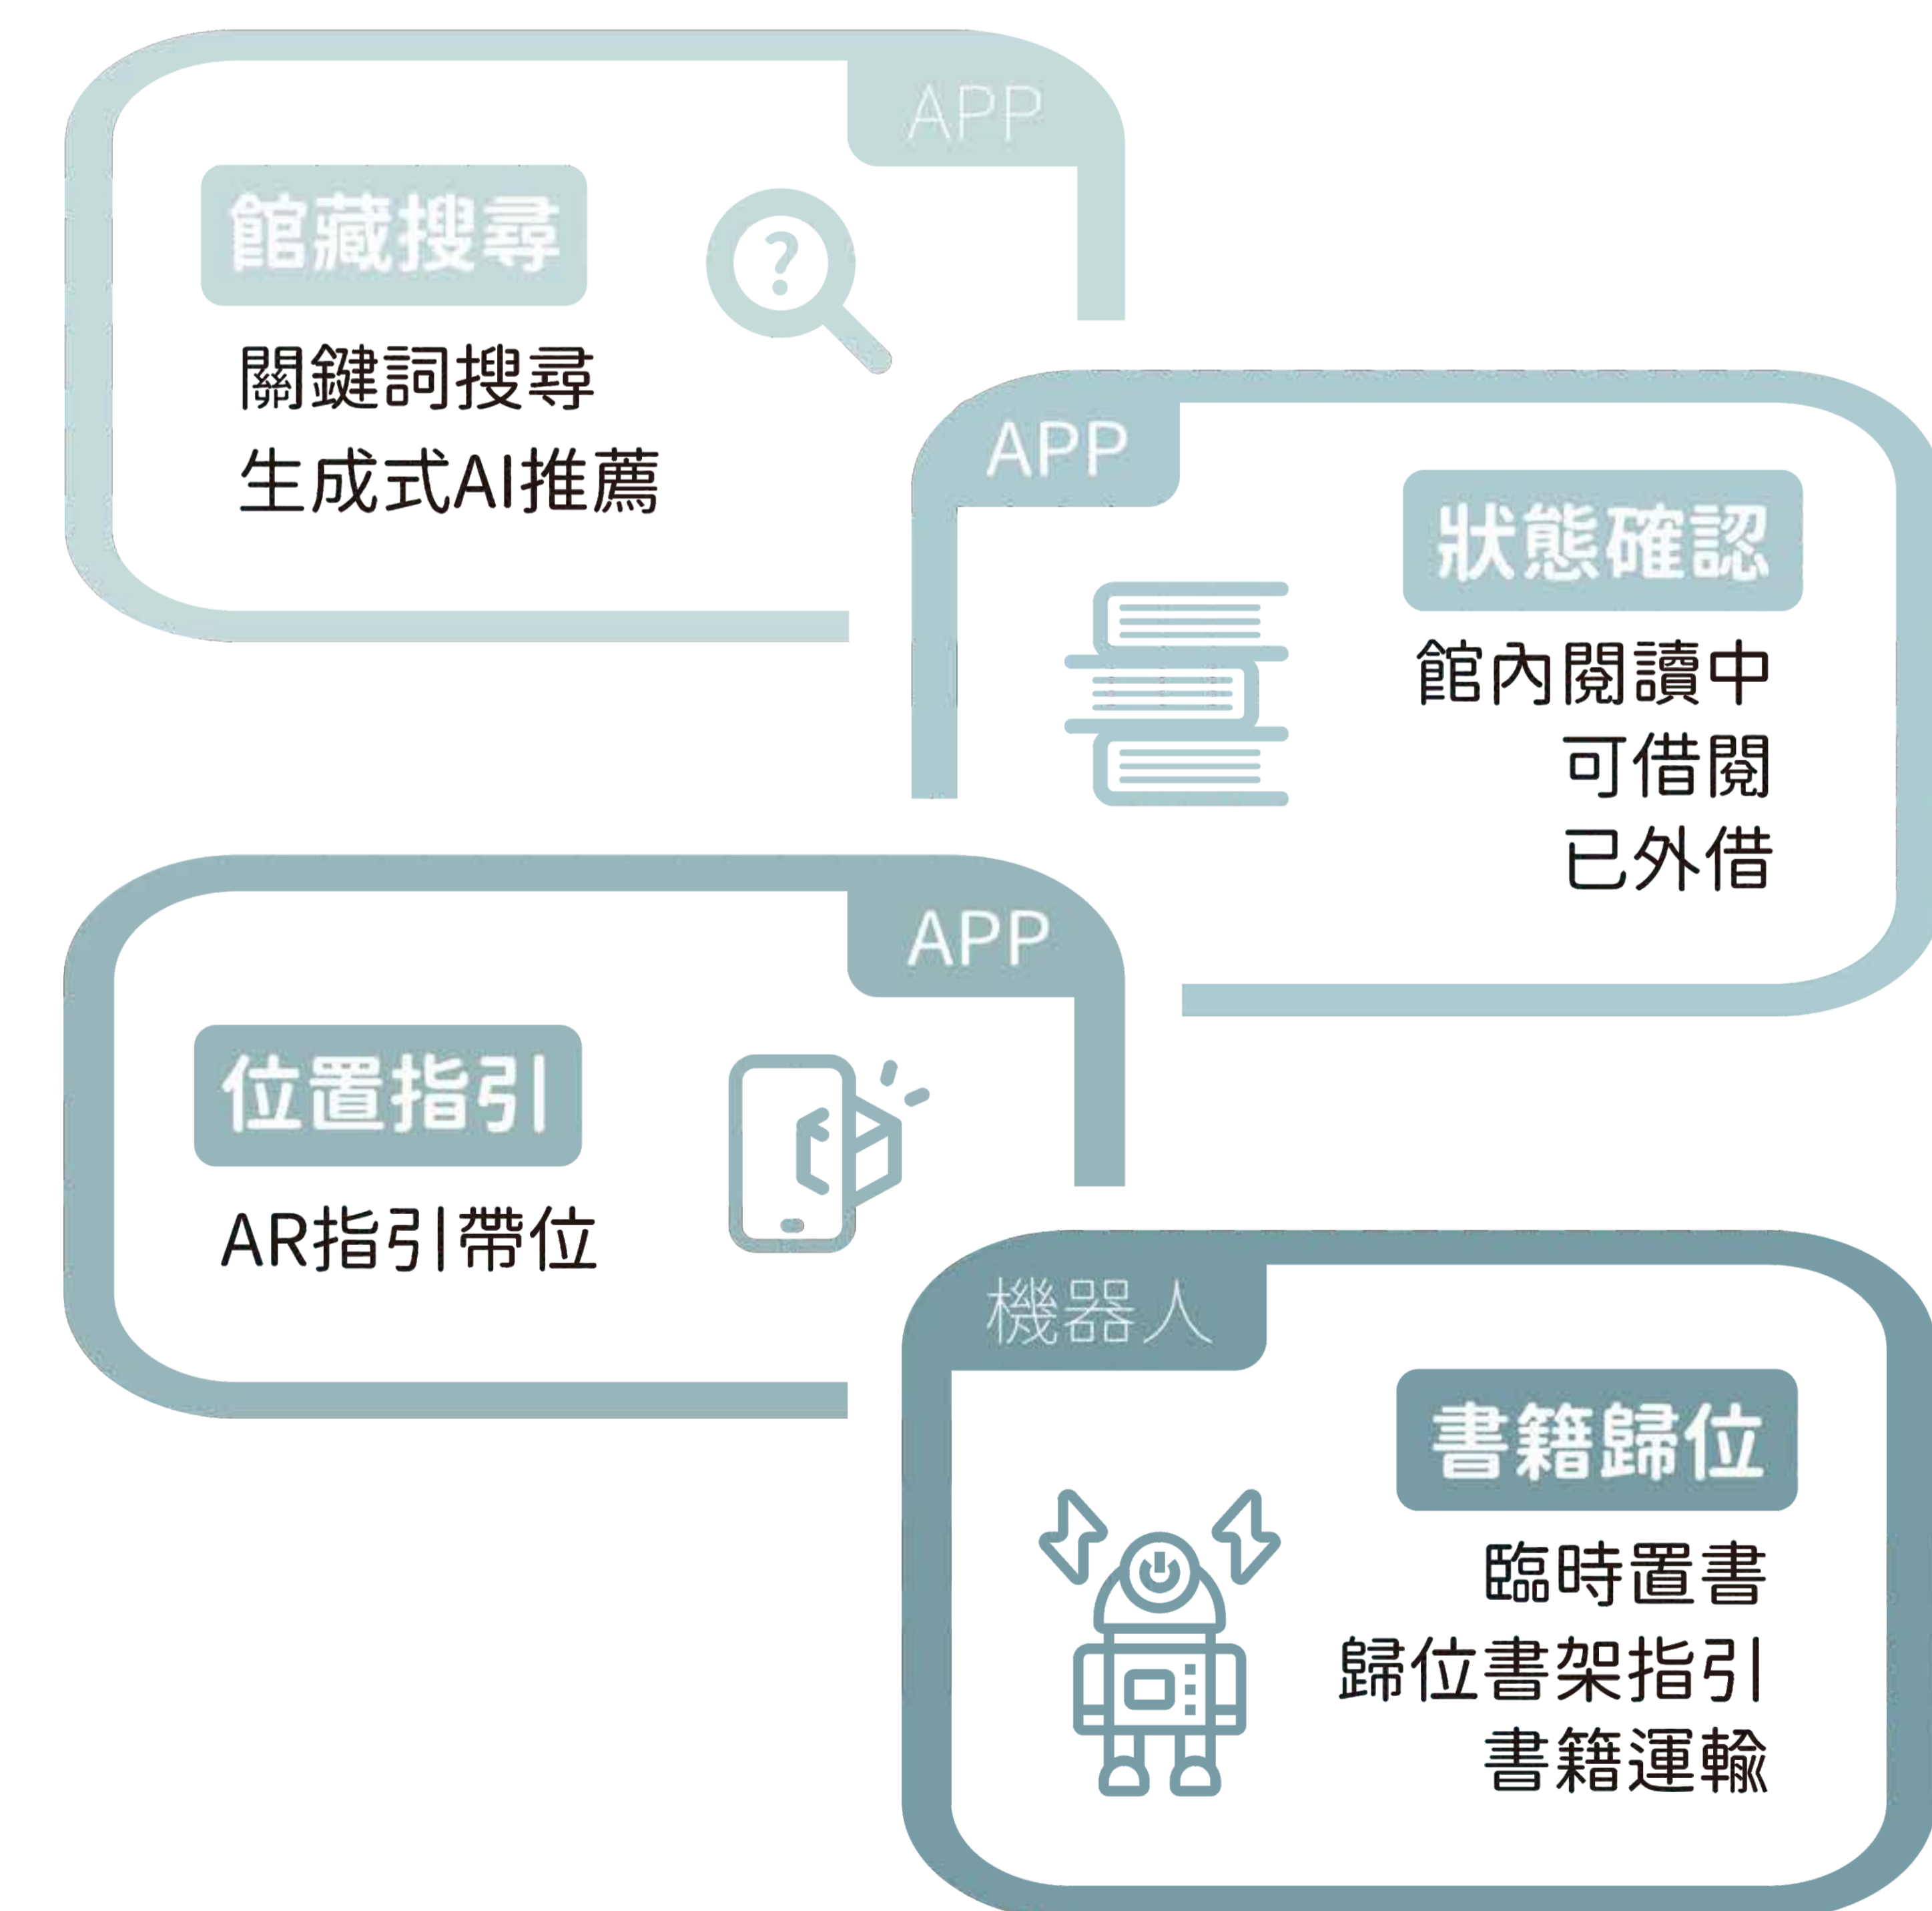 APP
館藏搜尋
關鍵詞搜尋
生成式AI推薦
APP
狀態確認
館內閱讀中
可借閱
已外借
APP
位置指引
AR指引帶位
機器人
書籍歸位
臨時置書
歸位書架指引
書籍運輸